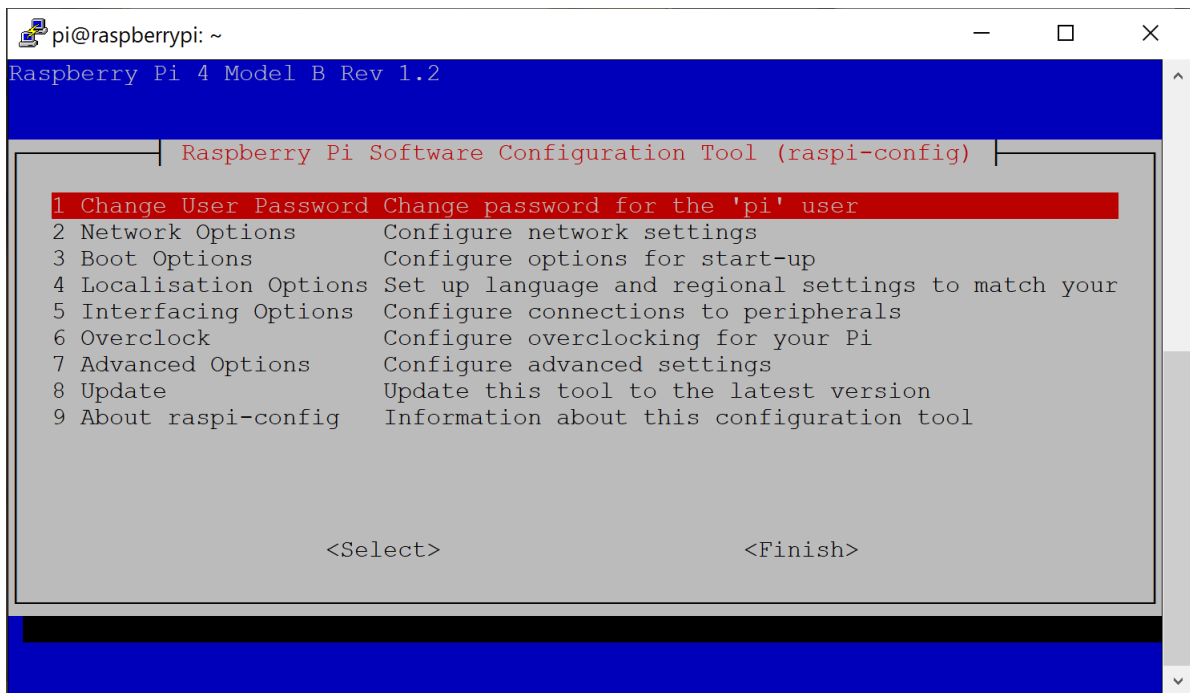 pi@raspberrypi: ~
Raspberry Pi 4 Model B Rev 1.2
Raspberry Pi Software Configuration Tool (raspi-config)
1 Change User Password Change password for the 'pi' user
2 Network Options Configure network settings
3 Boot Options Configure options for start-up
4 Localisation Options Set up language and regional settings to match your
5 Interfacing Options Configure connections to peripherals
6 Overclock Configure overclocking for your Pi
7 Advanced Options Configure advanced settings
8 Update Update this tool to the latest version
9 About raspi-config Information about this configuration tool
<Select> <Finish>